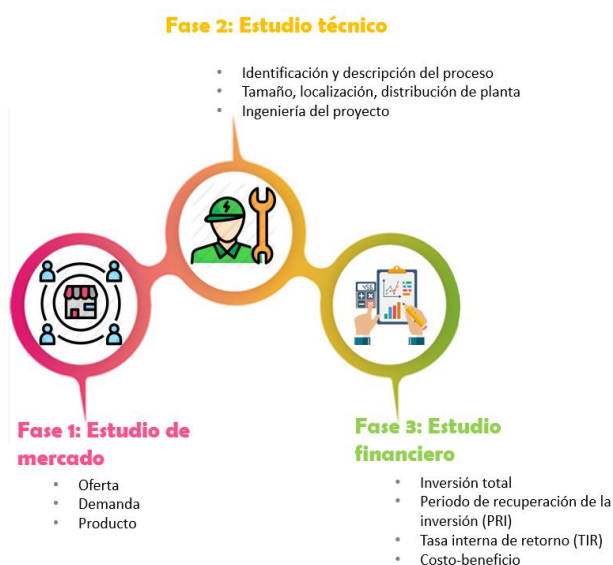 Fase 2: Estudio técnico
• Identificación y descripción del proceso
• Tamaño, localización, distribución de planta
• Ingeniería del proyecto
Fase 1: Estudio de
mercado
• Oferta
• Demanda
• Producto
Fase 3: Estudio
financiero
• Inversión total
• Periodo de recuperación de la
inversión (PRI)
• Tasa interna de retorno (TIR)
• Costo-beneficio